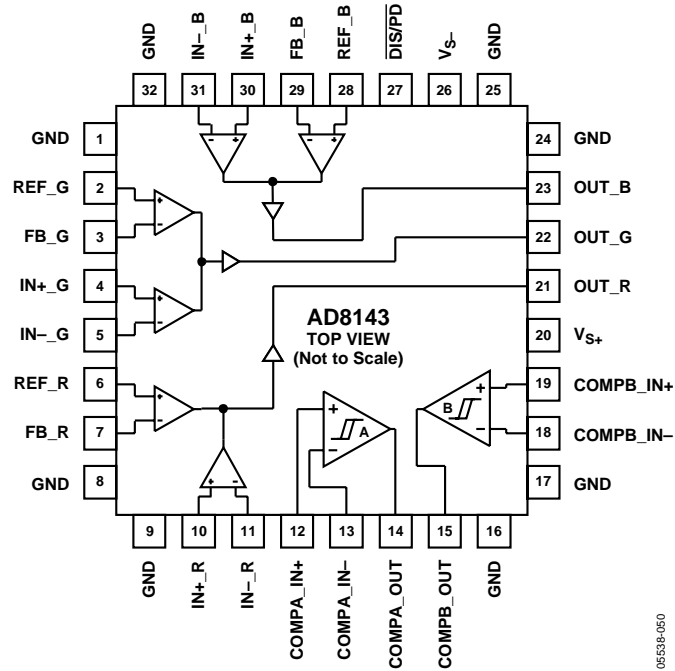 GND
IN–_B
IN+_B
FB_B
REF_B
DIS/PD
VS–
GND
32
31
30
29
28
27
26
25
GND 1
REF_G 2
FB_G 3
IN+_G 4
IN–_G 5
REF_R 6
FB_R 7
GND 8
24 GND
23 OUT_B
22 OUT_G
21 OUT_R
20 VS+
19 COMPB_IN+
18 COMPB_IN–
17 GND
– +
– +
+
–
+
–
+
–
+ –
AD8143
TOP VIEW
(Not to Scale)
+
–
A
B
+
–
9
10
11
12
13
14
15
16
GND
IN+_R
IN–_R
COMPA_IN+
COMPA_IN–
COMPA_OUT
COMPB_OUT
GND
05538-050